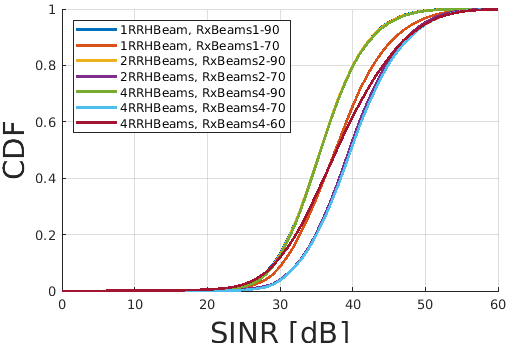 1
0.8
0.6
0.4
0.2
0
CDF
1RRHBeam, RxBeams1-90
1RRHBeam, RxBeams1-70
2RRHBeams, RxBeams2-90
2RRHBeams, RxBeams2-70
4RRHBeams, RxBeams4-90
4RRHBeams, RxBeams4-70
4RRHBeams, RxBeams4-60
0 10 20 30 40 50 60
SINR [dB]